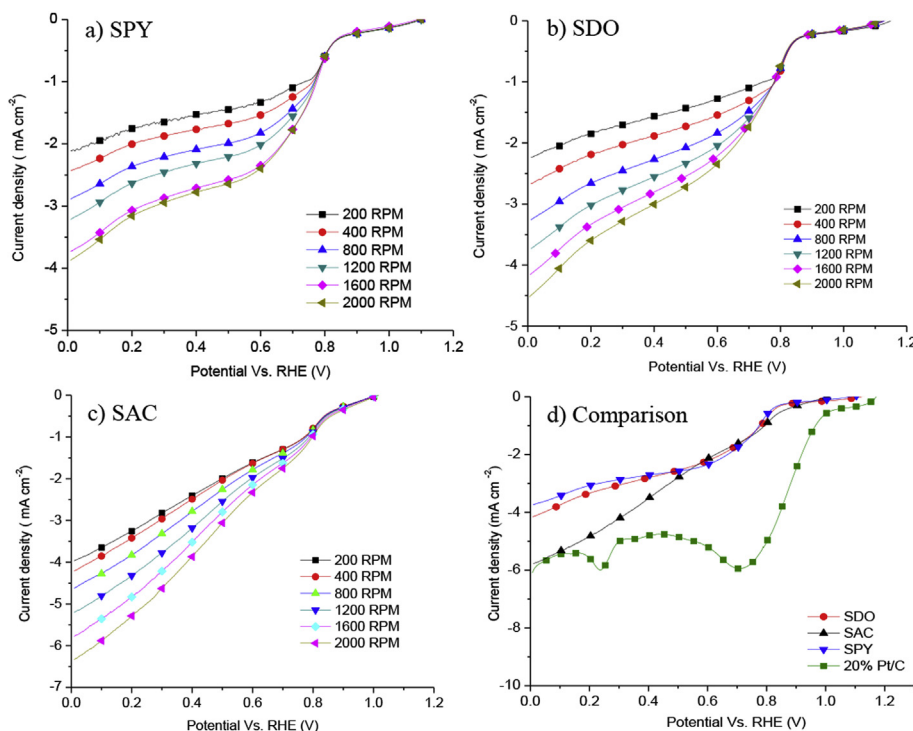 a) SPY
0
-1
-2
-3
-4
-5
Current density ( mA cm-2)
200 RPM
400 RPM
800 RPM
1200 RPM
1600 RPM
2000 RPM
0.0 0.2 0.4 0.6 0.8 1.0 1.2
Potential Vs. RHE (V)
b) SDO
0
-1
-2
-3
-4
-5
Current density ( mA cm-2)
200 RPM
400 RPM
800 RPM
1200 RPM
1600 RPM
2000 RPM
0.0 0.2 0.4 0.6 0.8 1.0 1.2
Potential Vs. RHE (V)
c) SAC
0
-1
-2
-3
-4
-5
-6
-7
Current density ( mA cm-2)
200 RPM
400 RPM
800 RPM
1200 RPM
1600 RPM
2000 RPM
0.0 0.2 0.4 0.6 0.8 1.0 1.2
Potential Vs. RHE (V)
d) Comparison
0
-2
-4
-6
-8
-10
Current density ( mA cm-2)
SDO
SAC
SPY
20% Pt/C
0.0 0.2 0.4 0.6 0.8 1.0 1.2
Potential Vs. RHE (V)